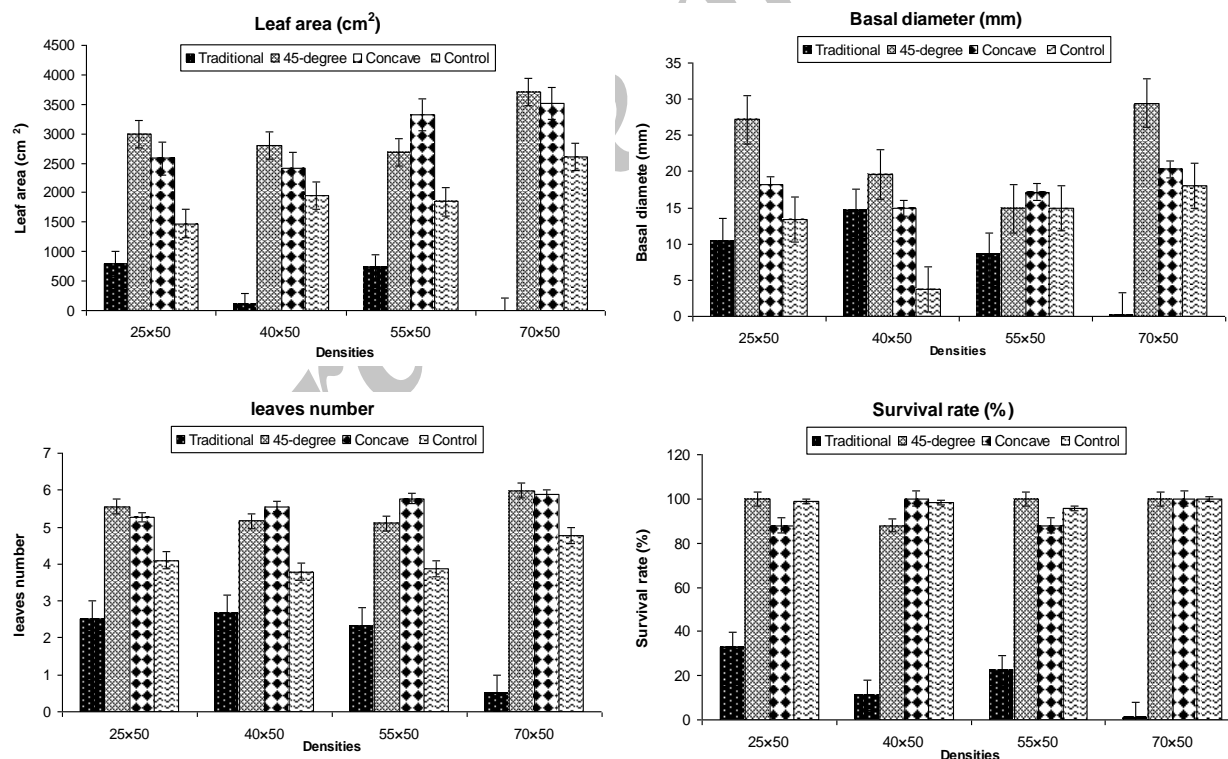 Leaf area (cm²)
Traditional 45-degree Concave Control
4500
4000
3500
3000
2500
2000
1500
1000
500
0
Leaf area (cm ²)
25×50 40×50 55×50 70×50
Densities
Basal diameter (mm)
Traditional 45-degree Concave Control
35
30
25
20
15
10
5
0
Basal diamete (mm)
25×50 40×50 55×50 70×50
Densities
leaves number
Traditional 45-degree Concave Control
7
6
5
4
3
2
1
0
leaves number
25×50 40×50 55×50 70×50
Densities
Survival rate (%)
Traditional 45-degree Concave Control
120
100
80
60
40
20
0
Survival rate (%)
25×50 40×50 55×50 70×50
Densities